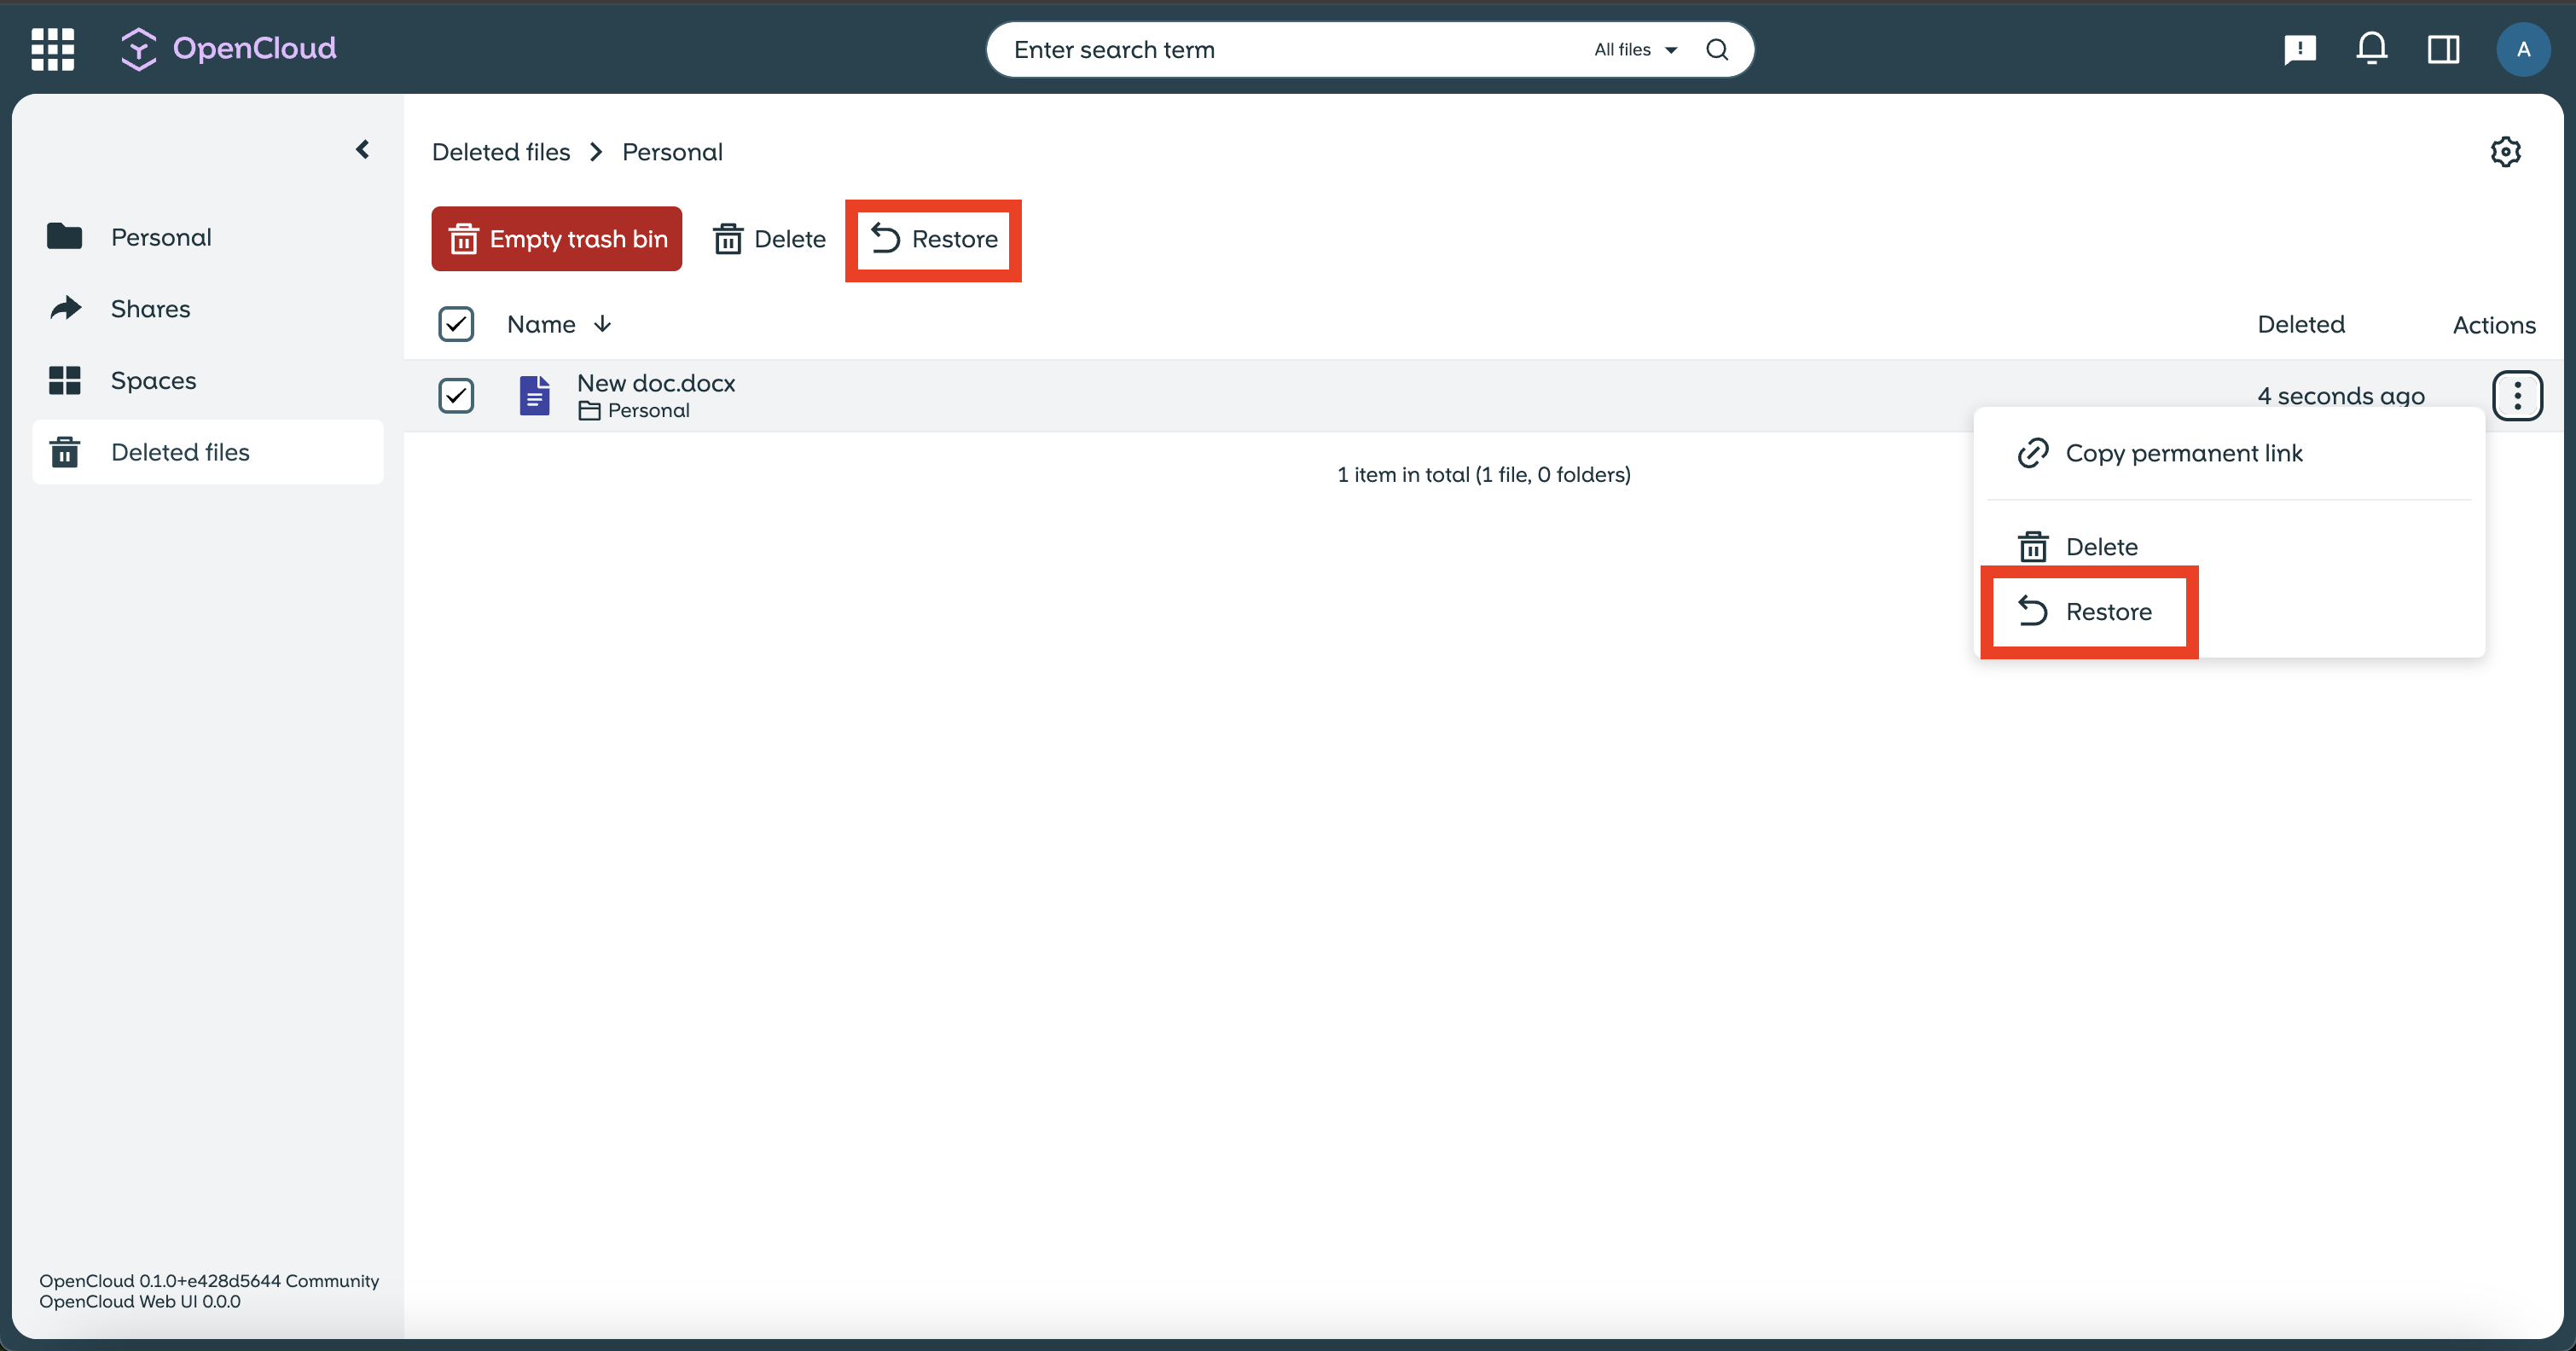 OpenCloud
Enter search term
All files
A
Deleted files
Personal
Personal
Shares
Spaces
Deleted files
Empty trash bin
Delete
Restore
Name
Deleted
Actions
New doc.docx
Personal
4 seconds ago
1 item in total (1 file, 0 folders)
Copy permanent link
Delete
Restore
OpenCloud 0.1.0+e428d5644 Community
OpenCloud Web UI 0.0.0